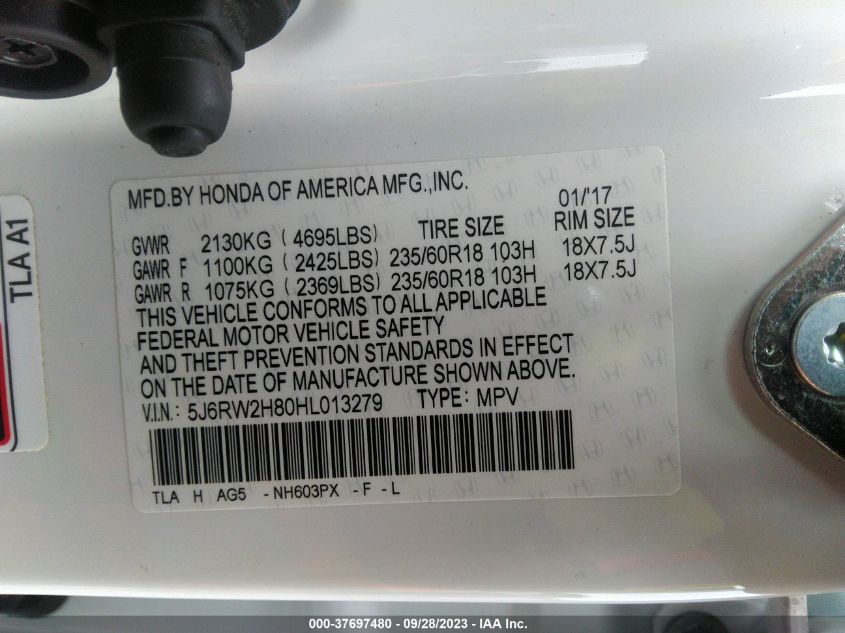 MFD.BY HONDA OF AMERICA MFG.,INC.
01/'17
GVWR 2130KG ( 4695LBS) TIRE SIZE RIM SIZE
GAWR F 1100KG ( 2425LBS) 235/60R18 103H 18X7.5J
GAWR R 1075KG ( 2369LBS) 235/60R18 103H 18X7.5J
THIS VEHICLE CONFORMS TO ALL APPLICABLE
FEDERAL MOTOR VEHICLE SAFETY
AND THEFT PREVENTION STANDARDS IN EFFECT
ON THE DATE OF MANUFACTURE SHOWN ABOVE.
V.I.N.: 5J6RW2H80HL013279 TYPE: MPV
TLA H AG5 -NH603PX -F -L
TLA A1
000-37697480 - 09/28/2023 - IAA Inc.